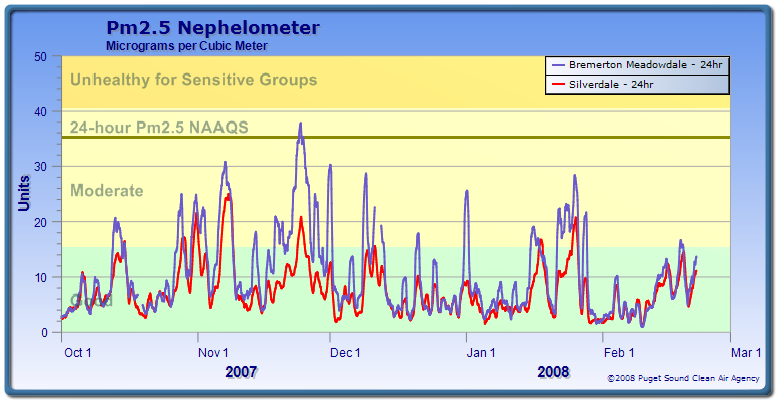 Pm2.5 Nephelometer
Micrograms per Cubic Meter
Bremerton Meadowdale - 24hr
Silverdale - 24hr
Unhealthy for Sensitive Groups
24-hour Pm2.5 NAAQS
Moderate
Good
Units
50
40
30
20
10
0
Oct 1
Nov 1
Dec 1
Jan 1
Feb 1
Mar 1
2007
2008
©2008 Puget Sound Clean Air Agency